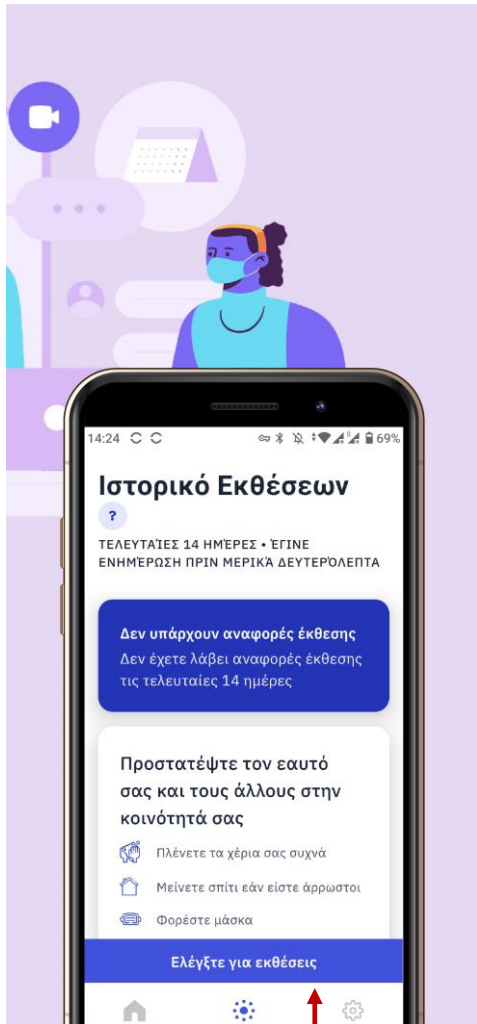 14:24
69%
Ιστορικό Εκθέσεων
?
ΤΕΛΕΥΤΑΊΕΣ 14 ΗΜΈΡΕΣ • ΈΓΙΝΕ
ΕΝΗΜΈΡΩΣΗ ΠΡΙΝ ΜΕΡΙΚΆ ΔΕΥΤΕΡΌΛΕΠΤΑ
Δεν υπάρχουν αναφορές έκθεσης
Δεν έχετε λάβει αναφορές έκθεσης
τις τελευταίες 14 ημέρες
Προστατέψτε τον εαυτό
σας και τους άλλους στην
κοινότητά σας
Πλένετε τα χέρια σας συχνά
Μείνετε σπίτι εάν είστε άρρωστοι
Φορέστε μάσκα
Ελέγξτε για εκθέσεις